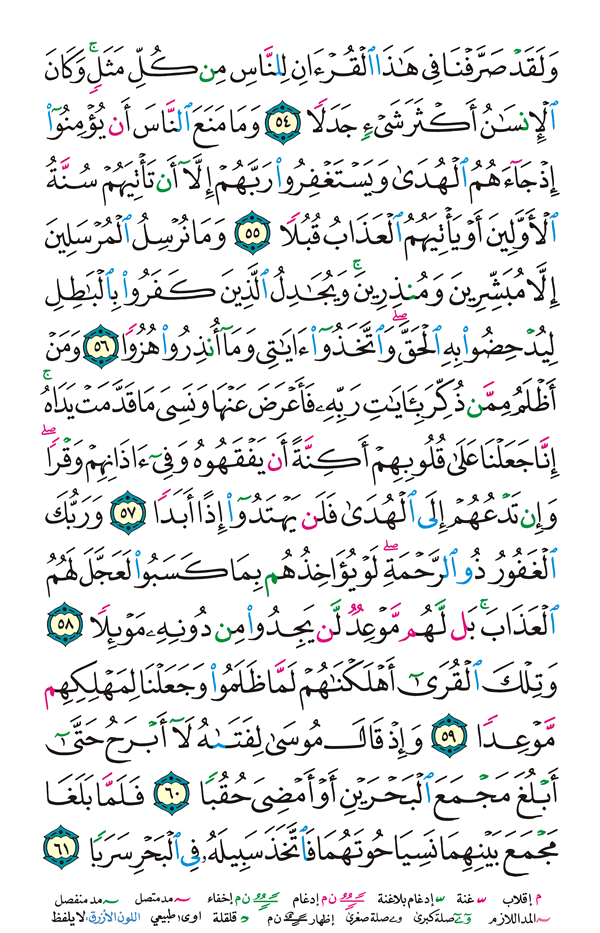 وَلَقَدْ صَرَّفْنَا فِى هَٰذَا ٱلْقُرْءَانِ لِلنَّاسِ مِن كُلِّ مَثَلٍۢ ۚ وَكَانَ
ٱلْإِنسَـٰنُ أَكْثَرَ شَىْءٍۢ جَدَلًۭا ٥٤ وَمَا مَنَعَ ٱلنَّاسَ أَن يُؤْمِنُوٓا۟
إِذْ جَآءَهُمُ ٱلْهُدَىٰ وَيَسْتَغْفِرُوا۟ رَبَّهُمْ إِلَّآ أَن تَأْتِيَهُمْ سُنَّةُ
ٱلْأَوَّلِينَ أَوْ يَأْتِيَهُمُ ٱلْعَذَابُ قُبُلًۭا ٥٥ وَمَا نُرْسِلُ ٱلْمُرْسَلِينَ
إِلَّا مُبَشِّرِينَ وَمُنذِرِينَ ۚ وَيُجَـٰدِلُ ٱلَّذِينَ كَفَرُوا۟ بِٱلْبَـٰطِلِ
لِيُدْحِضُوا۟ بِهِ ٱلْحَقَّ ۖ وَٱتَّخَذُوٓا۟ ءَايَـٰتِى وَمَآ أُنذِرُوا۟ هُزُوًۭا ٥٦ وَمَنْ
أَظْلَمُ مِمَّن ذُكِّرَ بِـَٔايَـٰتِ رَبِّهِۦ فَأَعْرَضَ عَنْهَا وَنَسِىَ مَا قَدَّمَتْ يَدَاهُ ۚ
إِنَّا جَعَلْنَا عَلَىٰ قُلُوبِهِمْ أَكِنَّةً أَن يَفْقَهُوهُ وَفِىٓ ءَاذَانِهِمْ وَقْرًۭا ۖ
وَإِن تَدْعُهُمْ إِلَى ٱلْهُدَىٰ فَلَن يَهْتَدُوٓا۟ إِذًا أَبَدًۭا ٥٧ وَرَبُّكَ
ٱلْغَفُورُ ذُو ٱلرَّحْمَةِ ۖ لَوْ يُؤَاخِذُهُم بِمَا كَسَبُوا۟ لَعَجَّلَ لَهُمُ
ٱلْعَذَابَ ۚ بَل لَّهُم مَّوْعِدٌۭ لَّن يَجِدُوا۟ مِن دُونِهِۦ مَوْئِلًۭا ٥٨
وَتِلْكَ ٱلْقُرَىٰٓ أَهْلَكْنَـٰهُمْ لَمَّا ظَلَمُوا۟ وَجَعَلْنَا لِمَهْلِكِهِم
مَّوْعِدًۭا ٥٩ وَإِذْ قَالَ مُوسَىٰ لِفَتَىٰهُ لَآ أَبْرَحُ حَتَّىٰٓ
أَبْلُغَ مَجْمَعَ ٱلْبَحْرَيْنِ أَوْ أَمْضِىَ حُقُبًۭا ٦٠ فَلَمَّا بَلَغَا
مَجْمَعَ بَيْنِهِمَا نَسِيَا حُوتَهُمَا فَٱتَّخَذَ سَبِيلَهُۥ فِى ٱلْبَحْرِ سَرَبًۭا ٦١
م إقلاب غنة إدغام بلاغنة ن م إدغام ن م إخفاء مد متصل مد منفصل
المد اللازم صلة كبرى صلة صغرى إظهار ن م قلقلة اوى طبيعي اللون الأزرق لا يلفظ